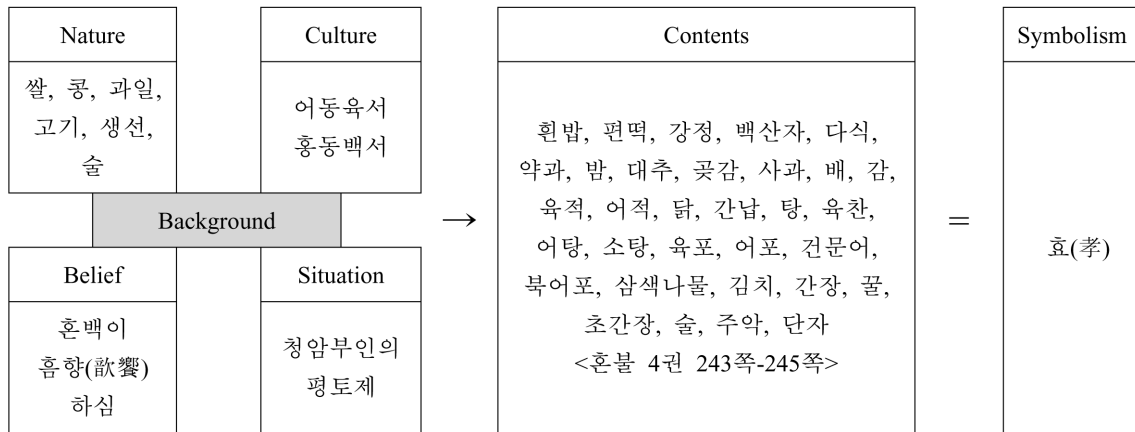 Nature
쌀, 콩, 과일,
고기, 생선,
술
Culture
어동육서
홍동백서
Background
Belief
혼백이
흠향(歆饗)
하심
Situation
청암부인의
평토제
→
Contents
흰밥, 편떡, 강정, 백산자, 다식,
약과, 밤, 대추, 곶감, 사과, 배, 감,
육적, 어적, 닭, 간납, 탕, 육찬,
어탕, 소탕, 육포, 어포, 건문어,
북어포, 삼색나물, 김치, 간장, 꿀,
초간장, 술, 주악, 단자
<혼불 4권 243쪽-245쪽>
=
Symbolism
효(孝)